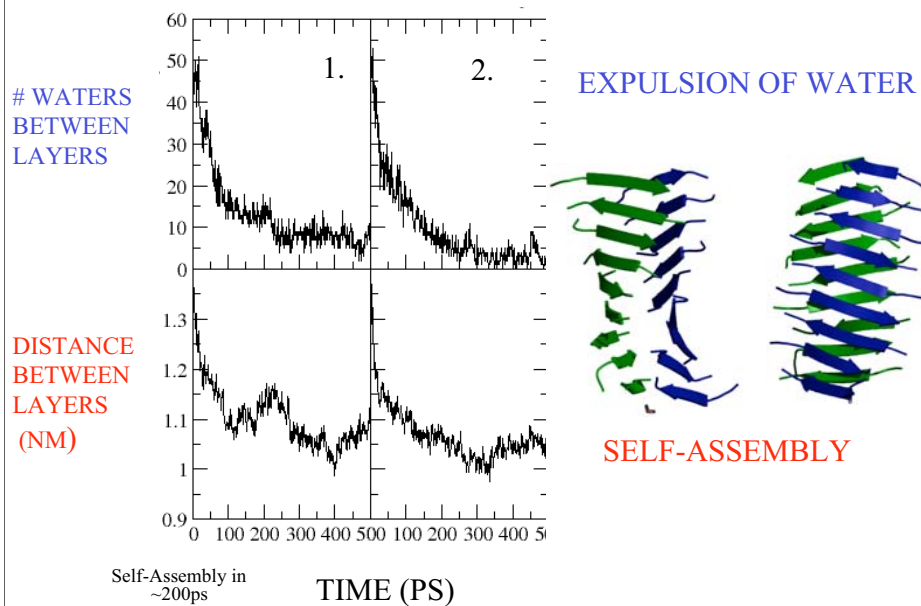 60
50
40
30
20
10
0
1.
2.
# WATERS
BETWEEN
LAYERS
EXPULSION OF WATER
1.3
1.2
1.1
1
0.9
DISTANCE
BETWEEN
LAYERS
(NM)
SELF-ASSEMBLY
0 100 200 300 400 500 100 200 300 400 50
Self-Assembly in
~200ps
TIME (PS)